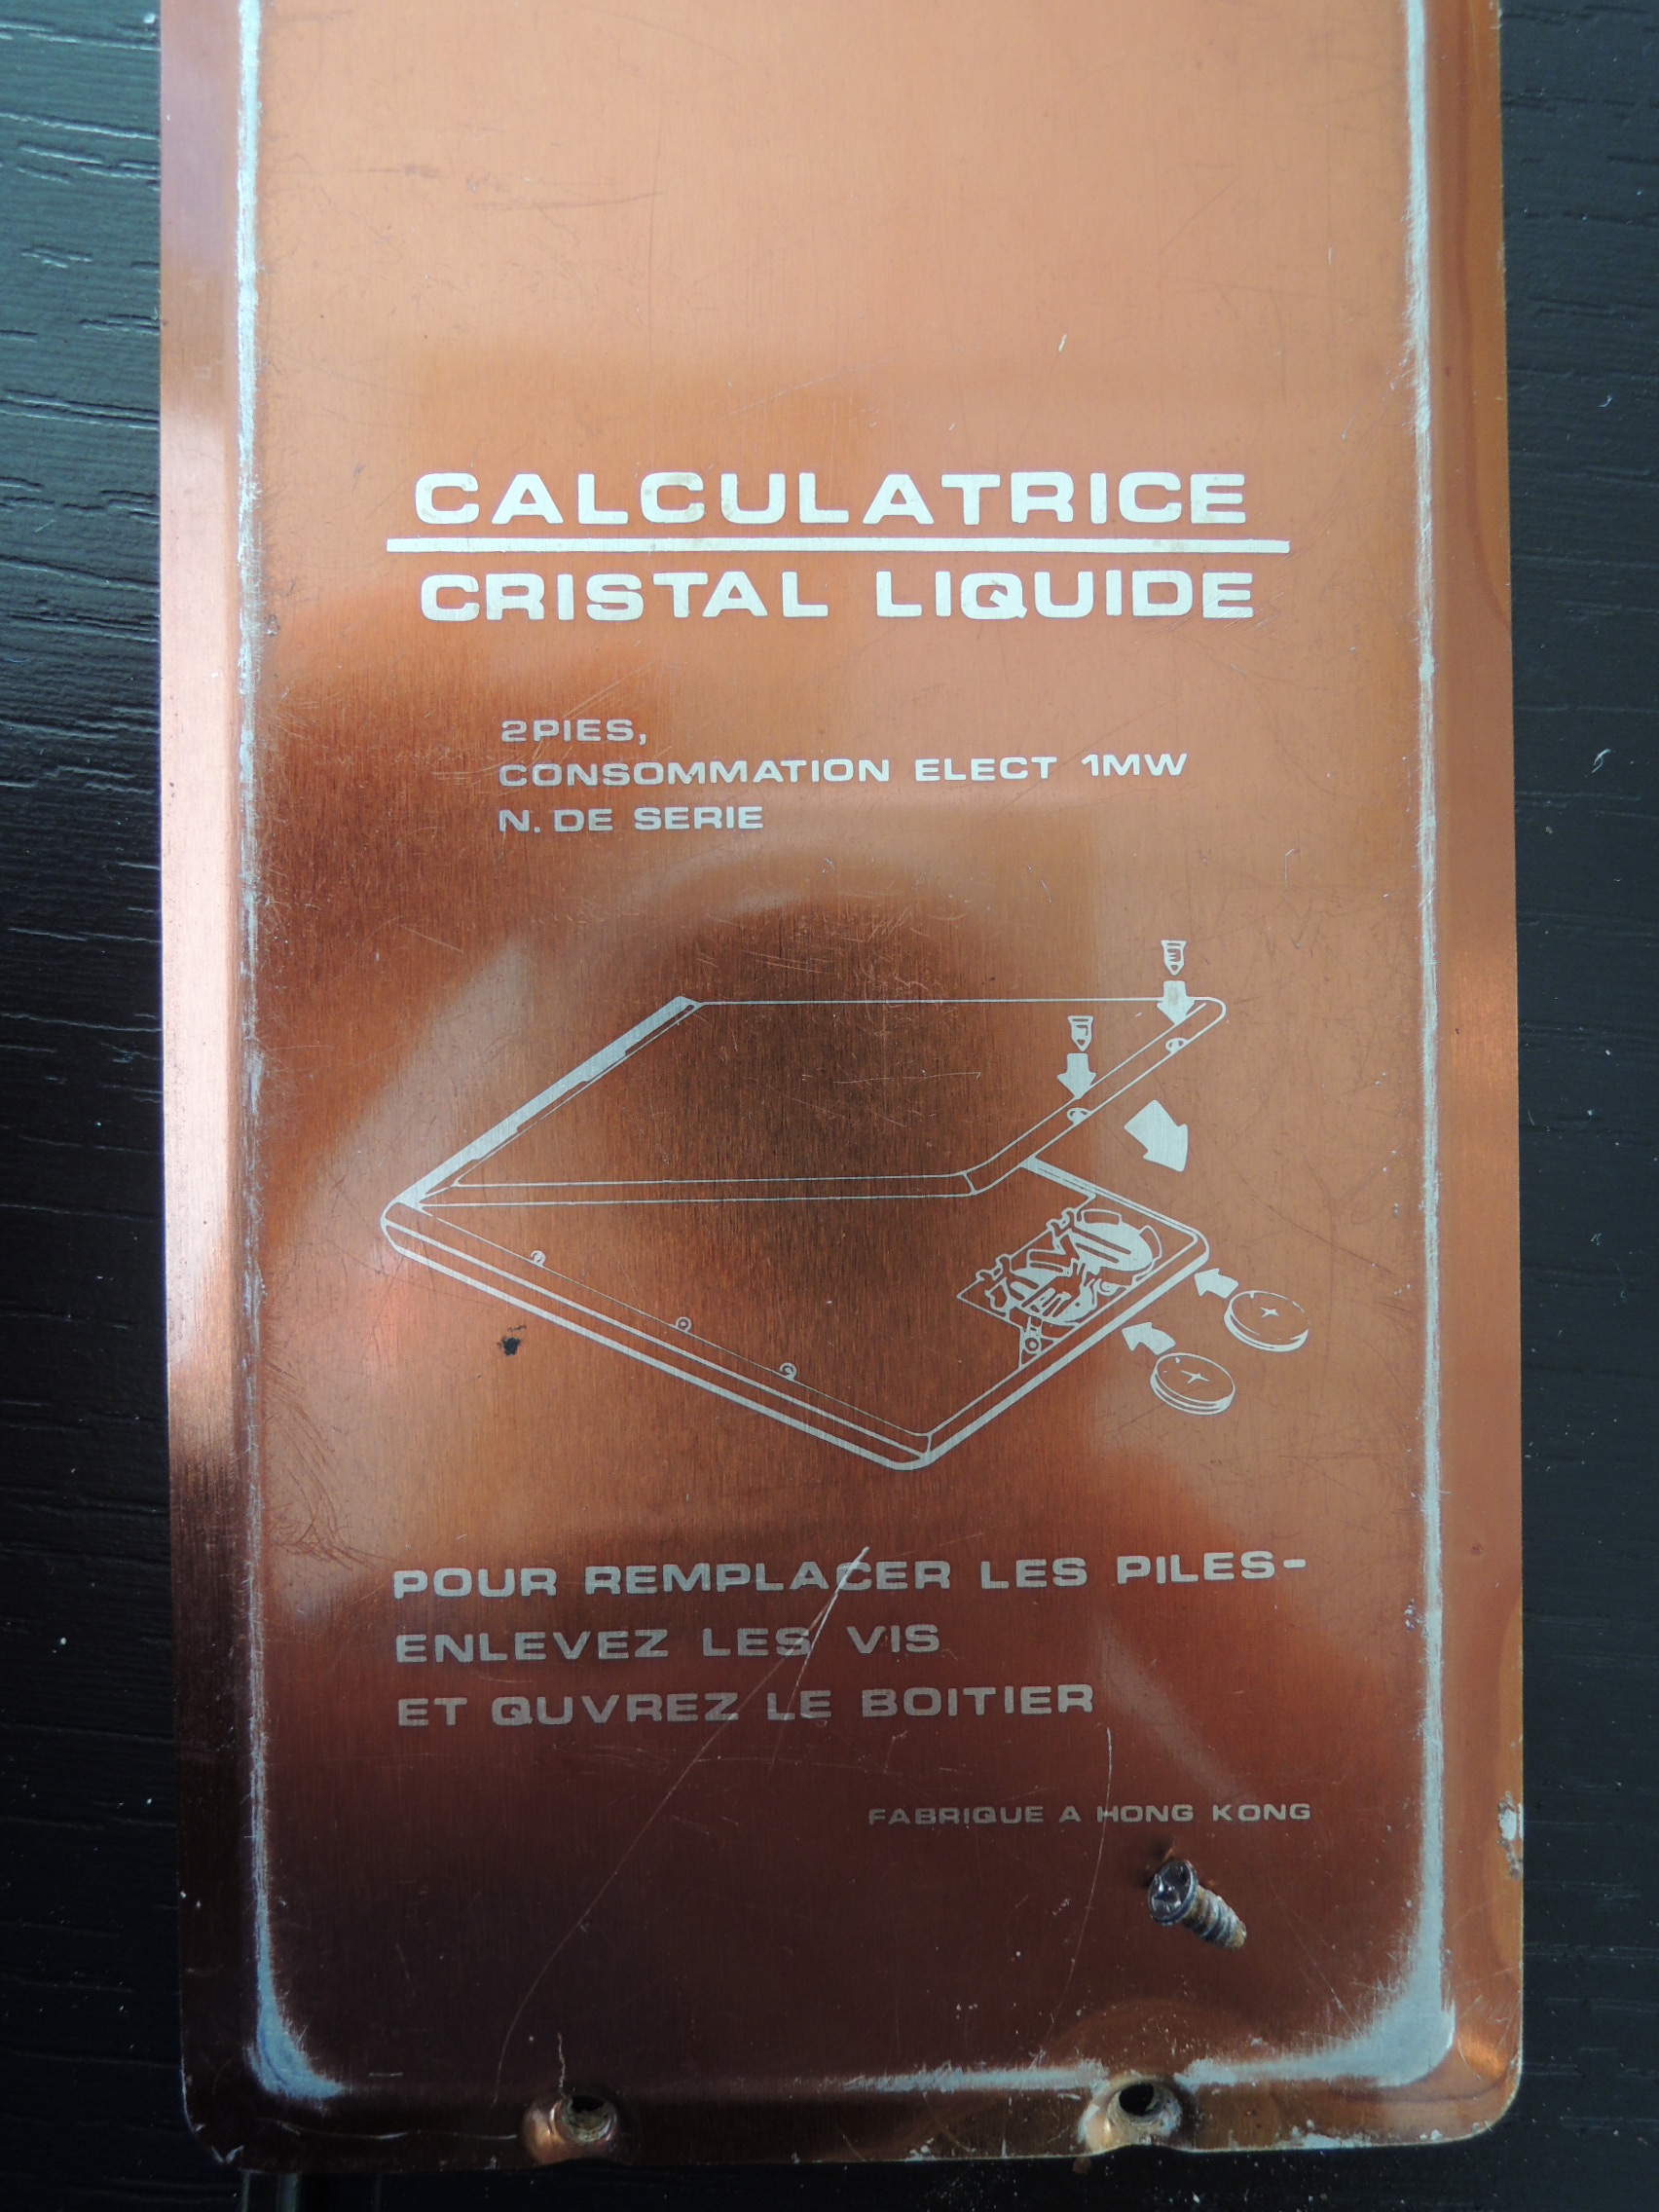 CALCULATRICE
CRISTAL LIQUIDE
2PIES,
CONSOMMATION ELECT 1MW
N. DE SERIE
+
+
POUR REMPLACER LES PILES-
ENLEVEZ LES VIS
ET QUVREZ LE BOITIER
FABRIQUE A HONG KONG